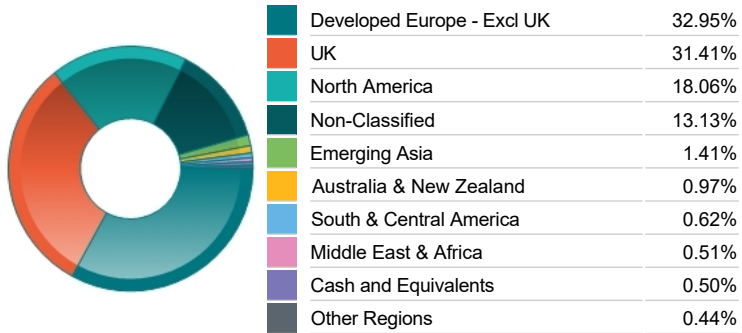 Developed Europe - Excl UK 32.95%
UK 31.41%
North America 18.06%
Non-Classified 13.13%
Emerging Asia 1.41%
Australia & New Zealand 0.97%
South & Central America 0.62%
Middle East & Africa 0.51%
Cash and Equivalents 0.50%
Other Regions 0.44%